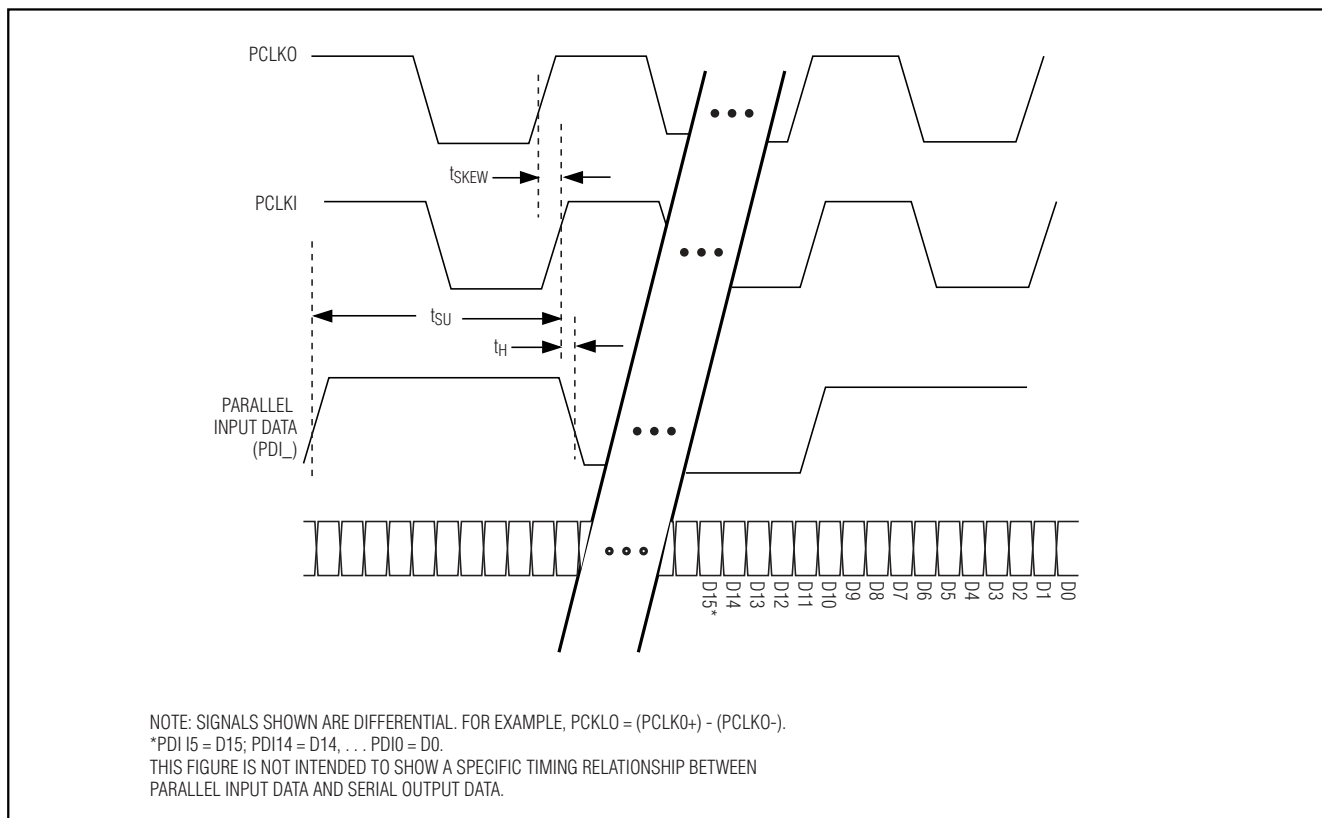 PCLKO
tSKEW
PCLKI
tSU
tH
PARALLEL
INPUT DATA
(PDI_)
D15*
D14
D13
D12
D11
D10
D9
D8
D7
D6
D5
D4
D3
D2
D1
D0
NOTE: SIGNALS SHOWN ARE DIFFERENTIAL. FOR EXAMPLE, PCKLO = (PCLK0+) - (PCLKO-).
*PDI I5 = D15; PDI14 = D14, . . . PDI0 = D0.
THIS FIGURE IS NOT INTENDED TO SHOW A SPECIFIC TIMING RELATIONSHIP BETWEEN
PARALLEL INPUT DATA AND SERIAL OUTPUT DATA.